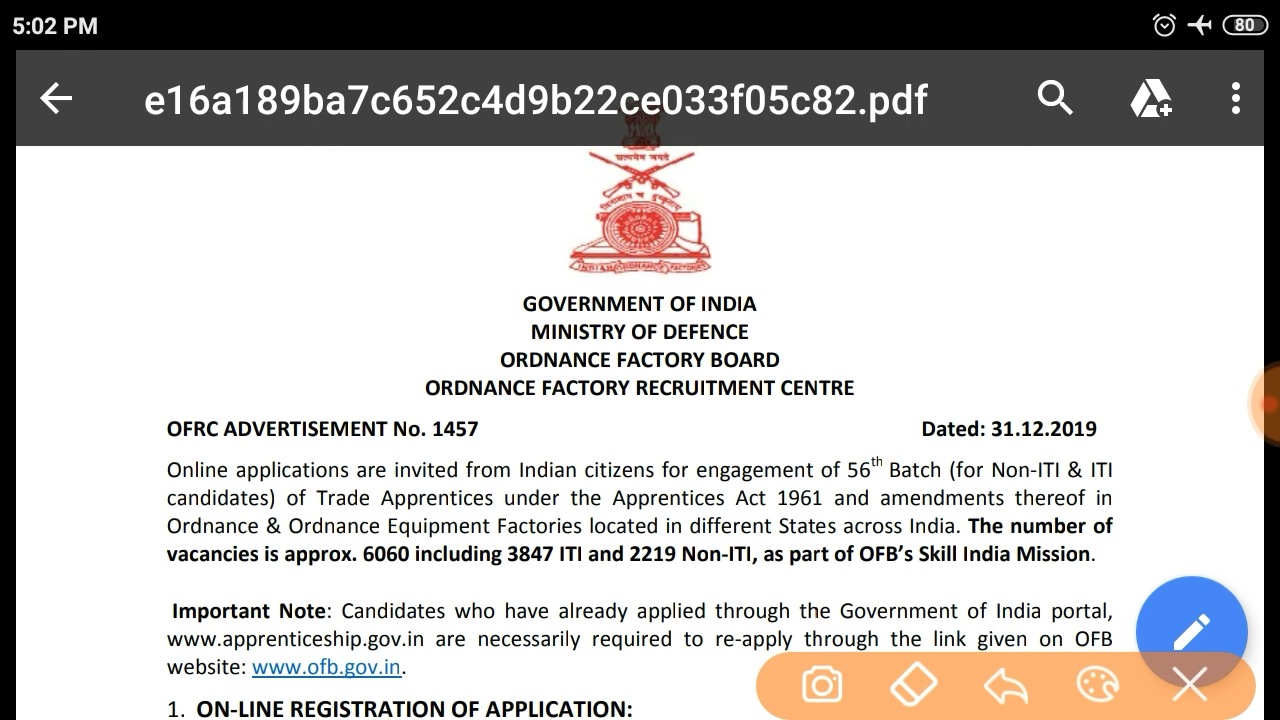 5:02 PM
80
e16a189ba7c652c4d9b22ce033f05c82.pdf
सत्यमेव जयते
INDIAN ORDNANCE FACTORIES
GOVERNMENT OF INDIA
MINISTRY OF DEFENCE
ORDNANCE FACTORY BOARD
ORDNANCE FACTORY RECRUITMENT CENTRE
OFRC ADVERTISEMENT No. 1457 Dated: 31.12.2019
Online applications are invited from Indian citizens for engagement of 56th Batch (for Non-ITI & ITI
candidates) of Trade Apprentices under the Apprentices Act 1961 and amendments thereof in
Ordnance & Ordnance Equipment Factories located in different States across India. The number of
vacancies is approx. 6060 including 3847 ITI and 2219 Non-ITI, as part of OFB’s Skill India Mission.
Important Note: Candidates who have already applied through the Government of India portal,
www.apprenticeship.gov.in are necessarily required to re-apply through the link given on OFB
website: www.ofb.gov.in.
1. ON-LINE REGISTRATION OF APPLICATION: